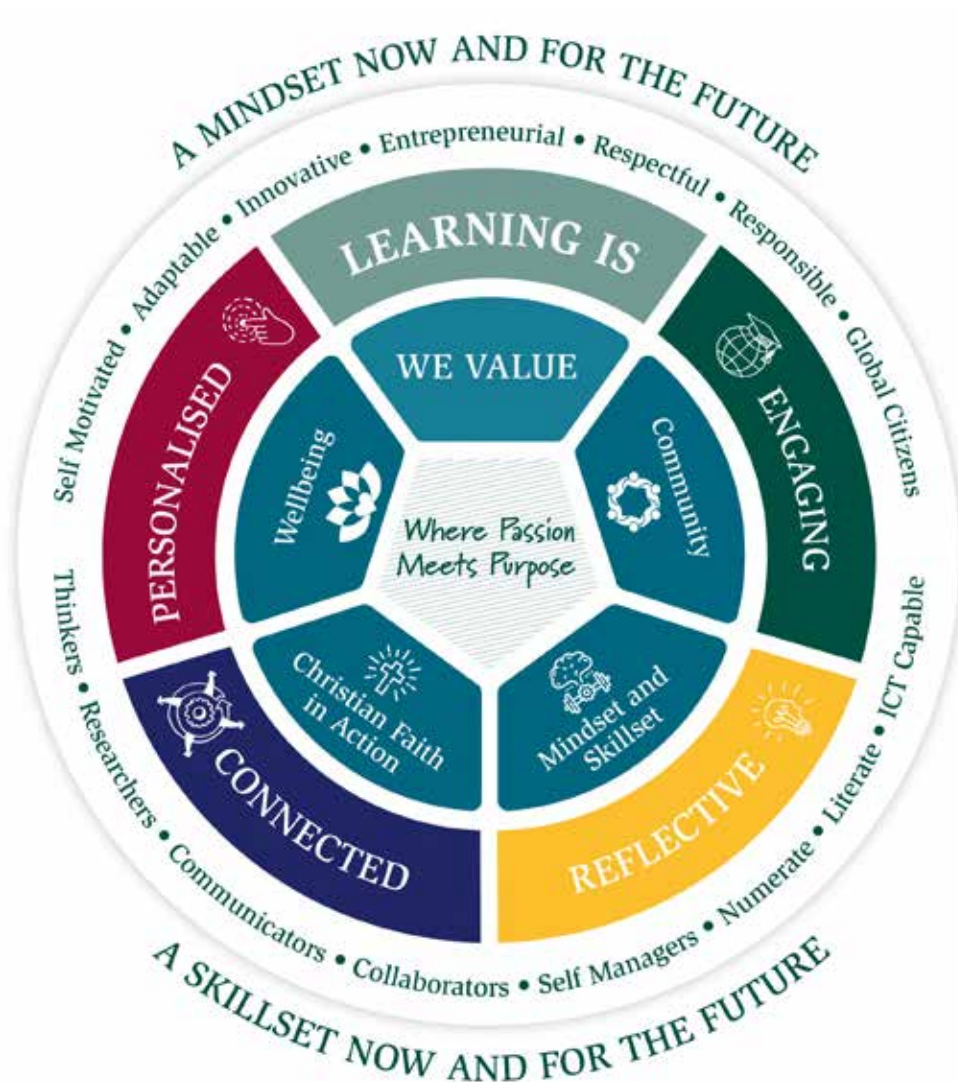 A MINDSET NOW AND FOR THE FUTURE
Self Motivated • Adaptable • Innovative • Entrepreneurial • Respectful • Responsible • Global Citizens
LEARNING IS
ENGAGING
REFLECTIVE
CONNECTED
PERSONALISED
WE VALUE
Community
Mindset and
Skillset
Christian Faith
in Action
Wellbeing
Where Passion
Meets Purpose
Thinkers • Researchers • Communicators • Collaborators • Self Managers • Numerate • Literate • ICT Capable
A SKILLSET NOW AND FOR THE FUTURE